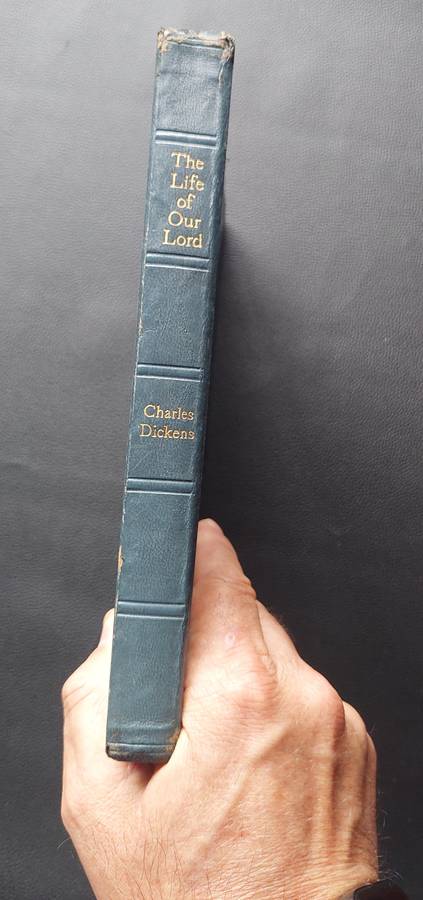 The
Life
of
Our
Lord
Charles
Dickens